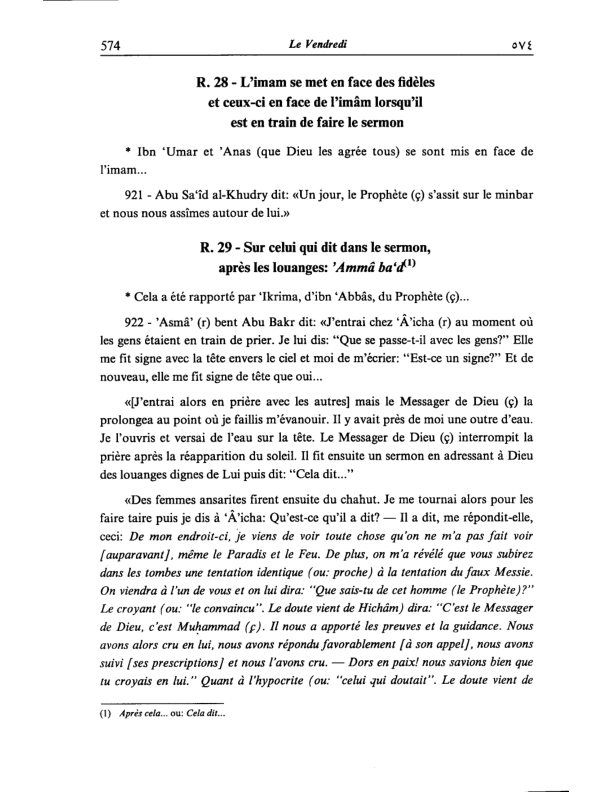 574 Le Vendredi ٥٧٤
R. 28 - L'imam se met en face des fidèles
et ceux-ci en face de l'imâm lorsqu'il
est en train de faire le sermon
* Ibn ‘Umar et ’Anas (que Dieu les agrée tous) se sont mis en face de
l'imam...
921 - Abu Sa‘îd al-Khudry dit: «Un jour, le Prophète (ç) s'assit sur le minbar
et nous nous assîmes autour de lui.»
R. 29 - Sur celui qui dit dans le sermon,
après les louanges: ’Ammâ ba‘d(1)
* Cela a été rapporté par ‘Ikrima, d'ibn ‘Abbâs, du Prophète (ç)...
922 - ’Asmâ’ (r) bent Abu Bakr dit: «J'entrai chez ‘Â’icha (r) au moment où
les gens étaient en train de prier. Je lui dis: “Que se passe-t-il avec les gens?” Elle
me fit signe avec la tête envers le ciel et moi de m'écrier: “Est-ce un signe?” Et de
nouveau, elle me fit signe de tête que oui...
«[J'entrai alors en prière avec les autres] mais le Messager de Dieu (ç) la
prolongea au point où je faillis m'évanouir. Il y avait près de moi une outre d'eau.
Je l'ouvris et versai de l'eau sur la tête. Le Messager de Dieu (ç) interrompit la
prière après la réapparition du soleil. Il fit ensuite un sermon en adressant à Dieu
des louanges dignes de Lui puis dit: “Cela dit...”
«Des femmes ansarites firent ensuite du chahut. Je me tournai alors pour les
faire taire puis je dis à ‘Â’icha: Qu'est-ce qu'il a dit? — Il a dit, me répondit-elle,
ceci: De mon endroit-ci, je viens de voir toute chose qu'on ne m'a pas fait voir
[auparavant], même le Paradis et le Feu. De plus, on m'a révélé que vous subirez
dans les tombes une tentation identique (ou: proche) à la tentation du faux Messie.
On viendra à l'un de vous et on lui dira: “Que sais-tu de cet homme (le Prophète)?”
Le croyant (ou: “le convaincu”. Le doute vient de Hichâm) dira: “C'est le Messager
de Dieu, c'est Muḥammad (ç). Il nous a apporté les preuves et la guidance. Nous
avons alors cru en lui, nous avons répondu favorablement [à son appel], nous avons
suivi [ses prescriptions] et nous l'avons cru. — Dors en paix! nous savions bien que
tu croyais en lui.” Quant à l'hypocrite (ou: “celui qui doutait”. Le doute vient de
(1) Après cela... ou: Cela dit...